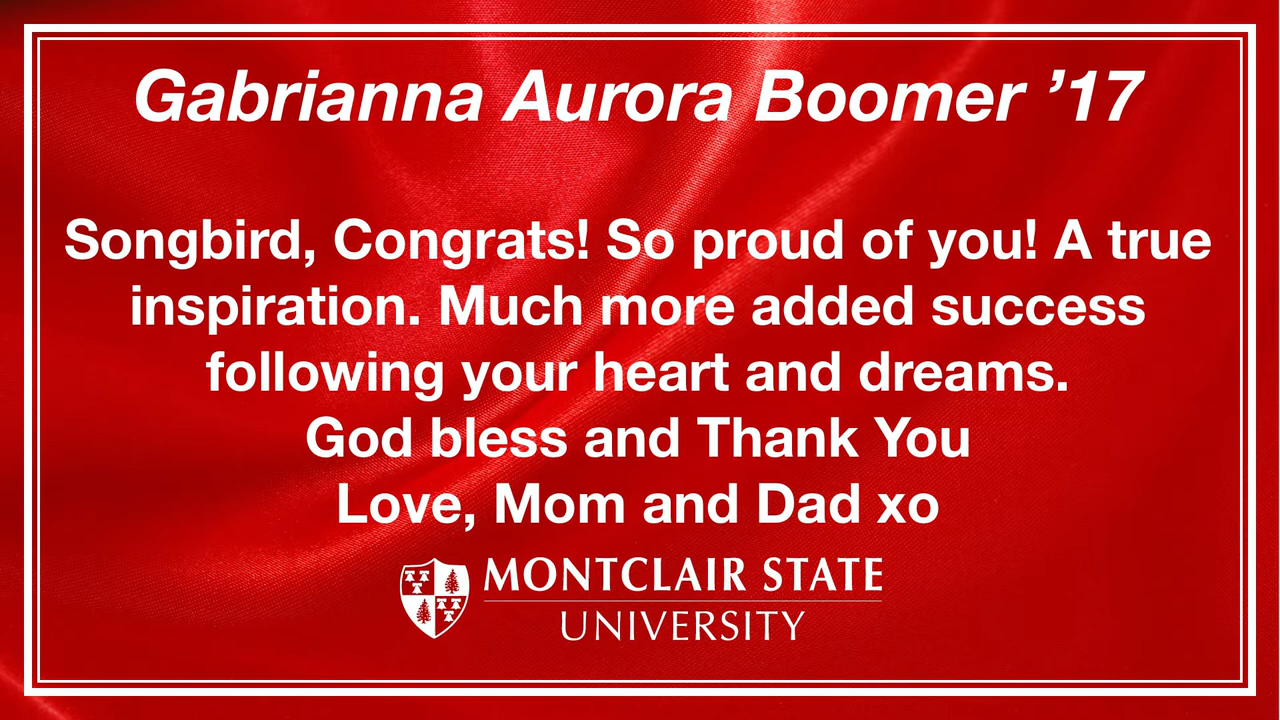 Gabrianna Aurora Boomer ’17
Songbird, Congrats! So proud of you! A true
inspiration. Much more added success
following your heart and dreams.
God bless and Thank You
Love, Mom and Dad xo
MONTCLAIR STATE
UNIVERSITY